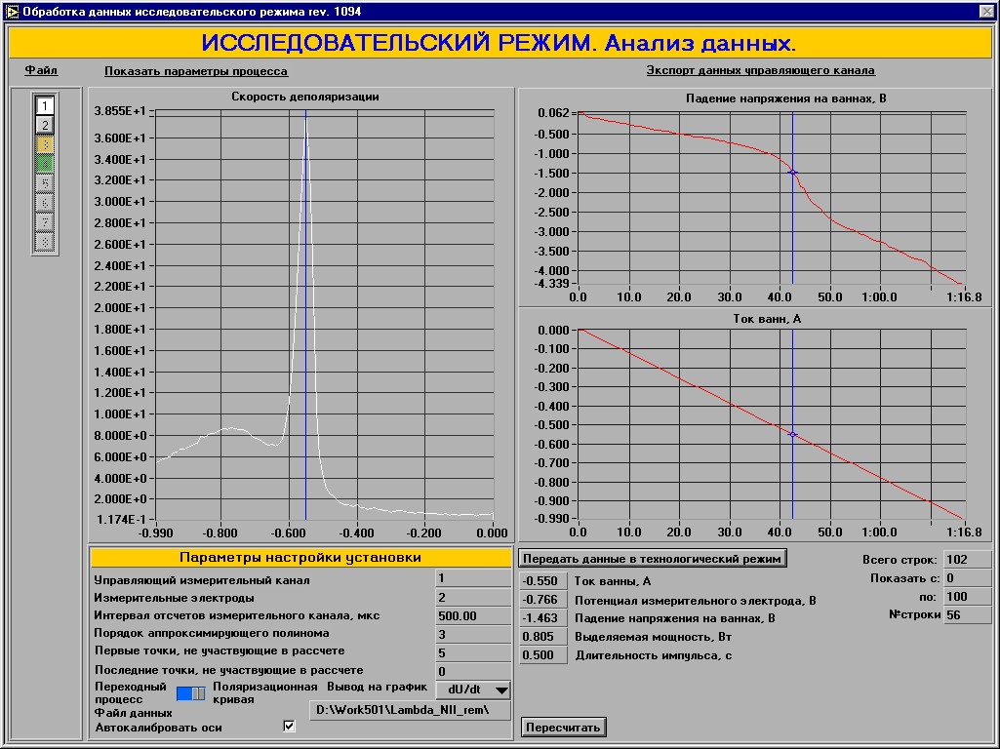 Обработка данных исследовательского режима rev. 1094
ИССЛЕДОВАТЕЛЬСКИЙ РЕЖИМ. Анализ данных.
Файл
Показать параметры процесса
Экспорт данных управляющего канала
1
2
3
4
5
6
7
8
Скорость деполяризации
3.855E+1
3.600E+1
3.400E+1
3.200E+1
3.000E+1
2.800E+1
2.600E+1
2.400E+1
2.200E+1
2.000E+1
1.800E+1
1.600E+1
1.400E+1
1.200E+1
1.000E+1
8.000E+0
6.000E+0
4.000E+0
2.000E+0
1.174E-1
-0.990 -0.800 -0.600 -0.400 -0.200 0.000
Падение напряжения на ваннах, В
0.062
-0.500
-1.000
-1.500
-2.000
-2.500
-3.000
-3.500
-4.000
-4.339
0.0 10.0 20.0 30.0 40.0 50.0 1:00.0 1:16.8
Ток ванн, А
0.000
-0.100
-0.200
-0.300
-0.400
-0.500
-0.600
-0.700
-0.800
-0.900
-0.990
0.0 10.0 20.0 30.0 40.0 50.0 1:00.0 1:16.8
Параметры настройки установки
Управляющий измерительный канал 1
Измерительные электроды 2
Интервал отсчетов измерительного канала, мкс 500.00
Порядок аппроксимирующего полинома 3
Первые точки, не участвующие в рассчете 5
Последние точки, не участвующие в рассчете 0
Переходный процесс
Поляризационная кривая
Вывод на график dU/dt
Файл данных D:\Work501\Lambda_NII_rem\
Автокалибровать оси
Передать данные в технологический режим
-0.550 Ток ванны, А
-0.766 Потенциал измерительного электрода, В
-1.463 Падение напряжения на ваннах, В
0.805 Выделяемая мощность, Вт
0.500 Длительность импульса, с
Всего строк: 102
Показать с: 0
по: 100
№строки 56
Пересчитать